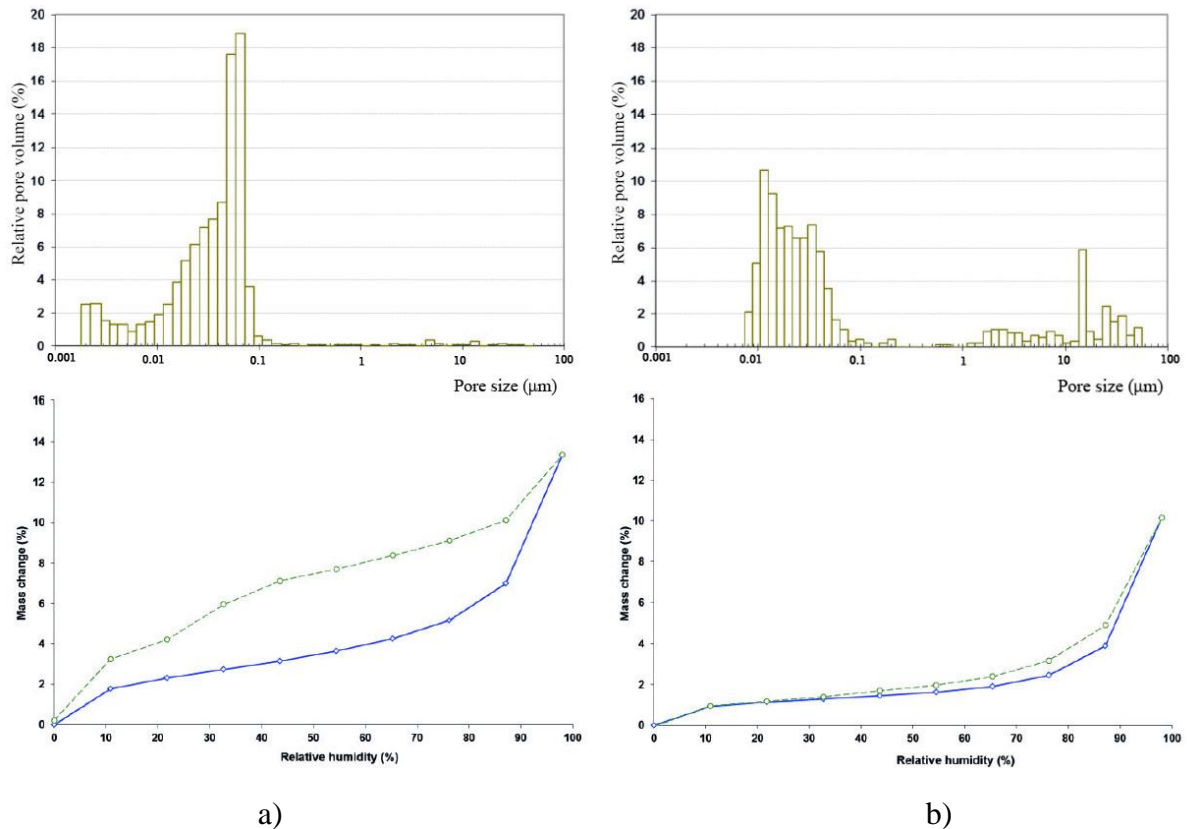 20
18
16
14
12
10
8
6
4
2
0
Relative pore volume (%)
0.001 0.01 0.1 1 10 100
Pore size (μm)
20
18
16
14
12
10
8
6
4
2
0
Relative pore volume (%)
0.001 0.01 0.1 1 10 100
Pore size (μm)
16
14
12
10
8
6
4
2
0
Mass change (%)
0 10 20 30 40 50 60 70 80 90 100
Relative humidity (%)
16
14
12
10
8
6
4
2
0
Mass change (%)
0 10 20 30 40 50 60 70 80 90 100
Relative humidity (%)
a)
b)